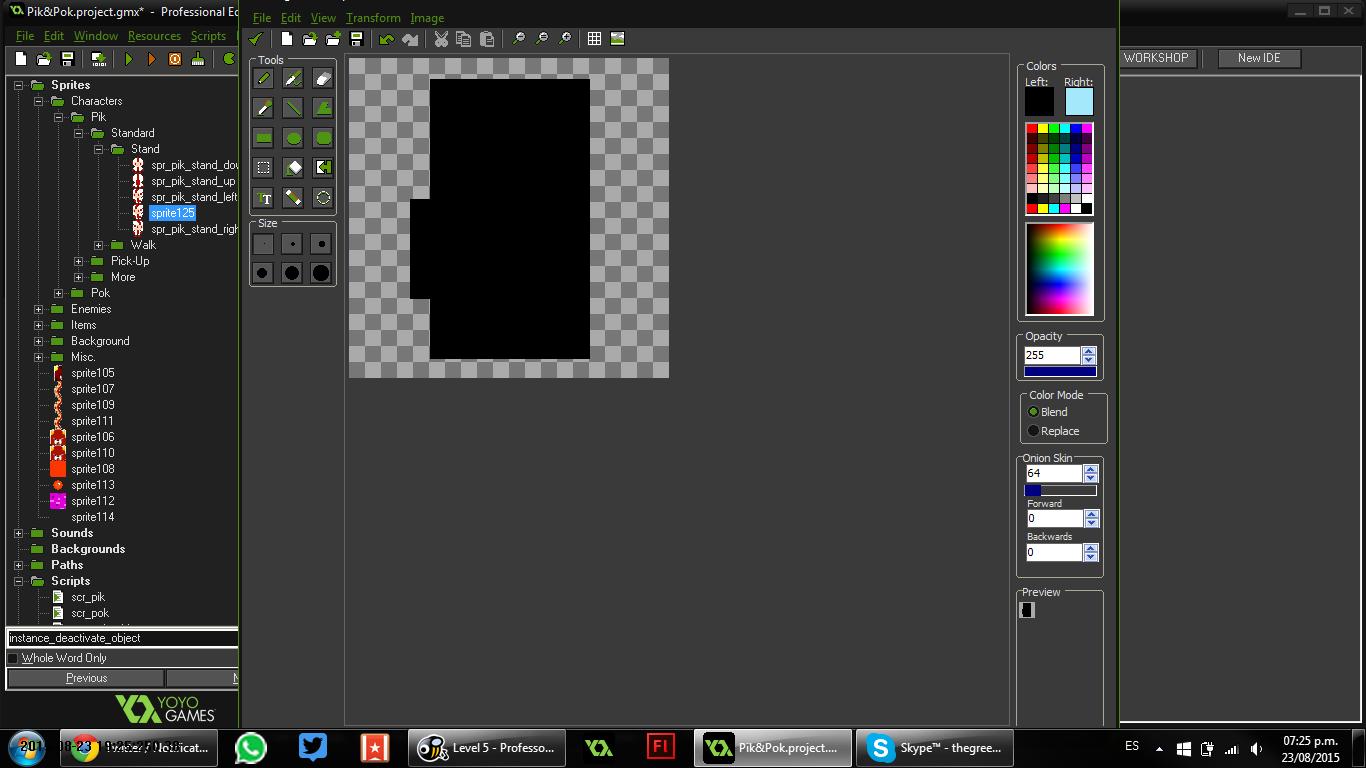 Pik&Pok.project.gmx* - Professional Ed
File Edit Window Resources Scripts
File Edit View Transform Image
WORKSHOP
New IDE
Sprites
Characters
Pik
Standard
Stand
spr_pik_stand_dow
spr_pik_stand_up
spr_pik_stand_left
sprite125
spr_pik_stand_righ
Walk
Pick-Up
More
Pok
Enemies
Items
Background
Misc.
sprite105
sprite107
sprite109
sprite111
sprite106
sprite110
sprite108
sprite113
sprite112
sprite114
Sounds
Backgrounds
Paths
Scripts
scr_pik
scr_pok
instance_deactivate_object
Whole Word Only
Previous
N
YOYO
GAMES
Tools
TT
Size
Colors
Left: Right:
Opacity
255
Color Mode
Blend
Replace
Onion Skin
64
Forward
0
Backwards
0
Preview
Level 5 - Professo...
Fl
Pik&Pok.project....
Skype™ - thegree...
ES
07:25 p.m.
23/08/2015